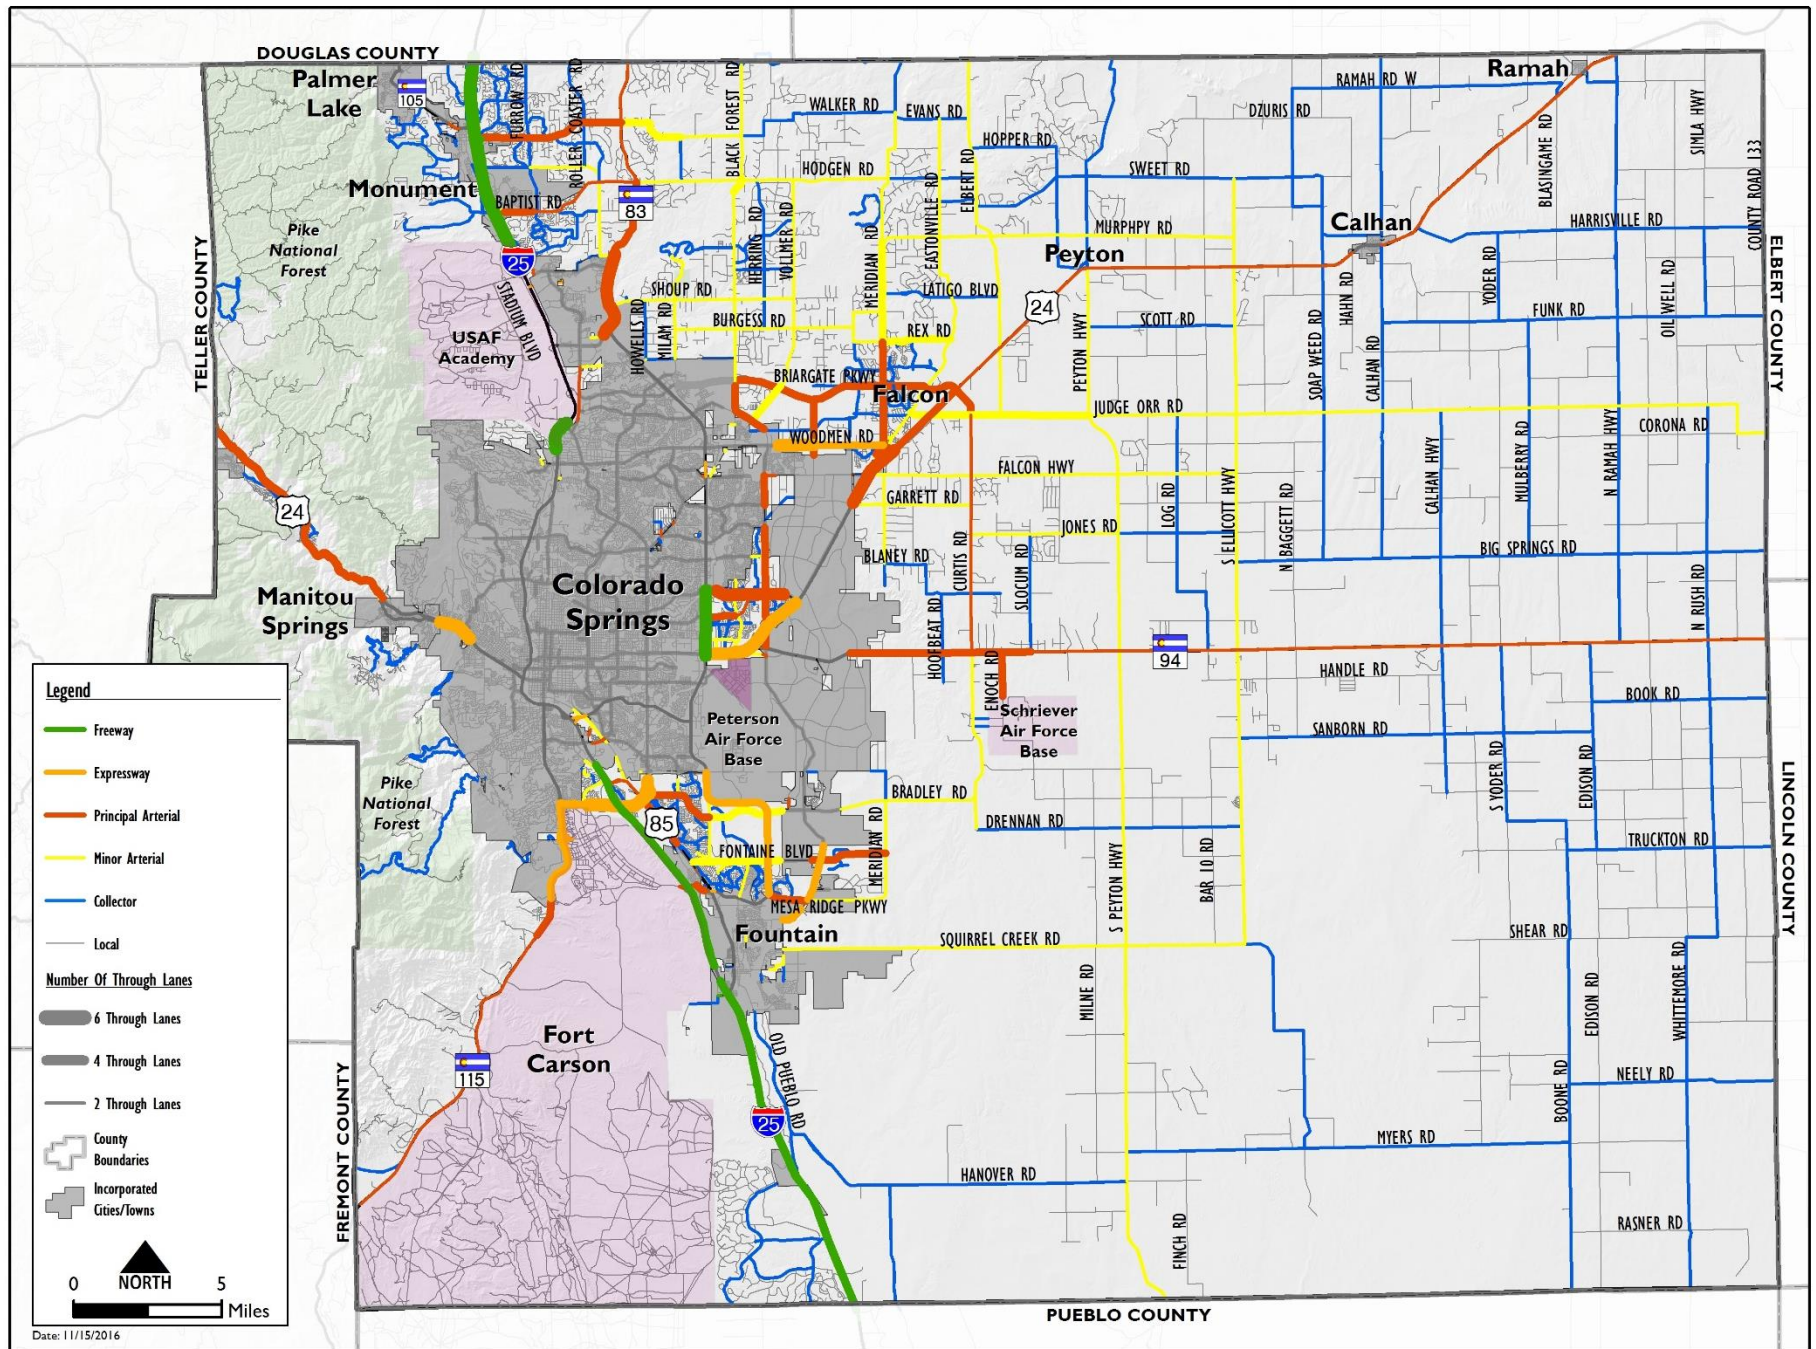 DOUGLAS COUNTY
Palmer
Lake
105
FURROW RD
ROLLER COASTER RD
BLACK FOREST RD
WALKER RD
EVANS RD
HOPPER RD
DZURIS RD
RAMAH RD W
Ramah
SIMLA HWY
BLASINGAME RD
COUNTY ROAD 133
Monument
BAPTIST RD
83
HODGEN RD
SWEET RD
ELBERT RD
EASTONVILLE RD
MERIDIAN RD
HERRING RD
VOLLMER RD
MURPHPY RD
Peyton
Calhan
HARRISVILLE RD
Pike
National
Forest
TELLER COUNTY
25
STADIUM BLVD
USAF
Academy
SHOUP RD
HOWELLS RD
MILAM RD
BURGESS RD
LATIGO BLVD
REX RD
24
PEYTON HWY
SCOTT RD
SOAP WEED RD
HAHN RD
CALHAN RD
YODER RD
FUNK RD
OIL WELL RD
ELBERT COUNTY
BRIARGATE PKWY
Falcon
WOODMEN RD
JUDGE ORR RD
CORONA RD
FALCON HWY
GARRETT RD
LOG RD
S ELLICOTT HWY
N BAGGETT RD
CALHAN HWY
MULBERRY RD
N RAMAH HWY
24
JONES RD
BLANEY RD
CURTIS RD
SLOCUM RD
BIG SPRINGS RD
Manitou
Springs
Colorado
Springs
HOOFBEAT RD
N RUSH RD
94
HANDLE RD
ENOCH RD
BOOK RD
Schriever
Air Force
Base
SANBORN RD
Peterson
Air Force
Base
Pike
National
Forest
85
BRADLEY RD
DRENNAN RD
S YODER RD
EDISON RD
TRUCKTON RD
LINCOLN COUNTY
FONTAINE BLVD
MERIDIAN RD
MESA RIDGE PKWY
S PEYTON HWY
BAR 10 RD
Fountain
SQUIRREL CREEK RD
SHEAR RD
MILNE RD
EDISON RD
WHITTEMORE RD
Fort
Carson
115
OLD PUEBLO RD
25
BOONE RD
NEELY RD
MYERS RD
HANOVER RD
FREMONT COUNTY
FINCH RD
RASNER RD
PUEBLO COUNTY
Legend
Freeway
Expressway
Principal Arterial
Minor Arterial
Collector
Local
Number Of Through Lanes
6 Through Lanes
4 Through Lanes
2 Through Lanes
County
Boundaries
Incorporated
Cities/Towns
NORTH
0 5
Miles
Date: 11/15/2016